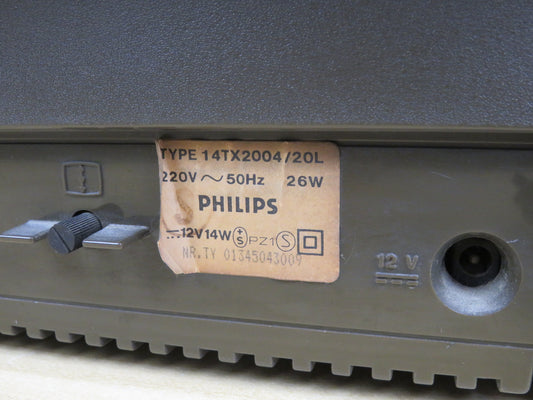 TYPE 14TX2004/20L
220V ~ 50Hz 26W
PHILIPS
12V 14W S PZ1 S
NR.TY 01345043009
12 V